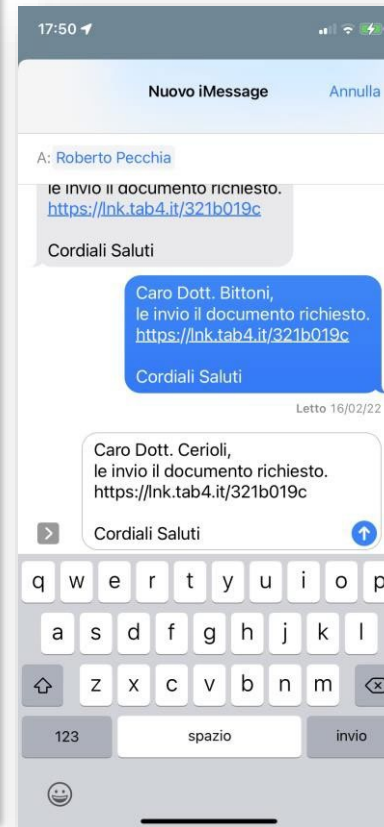 17:50
Nuovo iMessage
Annulla
A: Roberto Pecchia
le invio il documento richiesto.
https://lnk.tab4.it/321b019c
Cordiali Saluti
Caro Dott. Bittoni,
le invio il documento richiesto.
https://lnk.tab4.it/321b019c
Cordiali Saluti
Letto 16/02/22
Caro Dott. Cerioli,
le invio il documento richiesto.
https://lnk.tab4.it/321b019c
Cordiali Saluti
q w e r t y u i o p
a s d f g h j k l
z x c v b n m
123 spazio invio